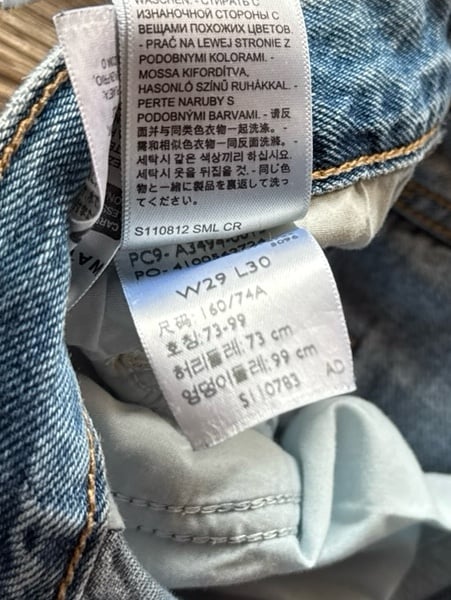 WASCHEN. - СТИРАТЬ С
ИЗНАНОЧНОЙ СТОРОНЫ С
ВЕЩАМИ ПОХОЖИХ ЦВЕТОВ.
- PRAČ NA LEWEJ STRONIE Z
PODOBNYMI KOLORAMI. -
MOSSA KIFORDÍTVA,
HASONLÓ SZÍNŰ RUHÁKKAL. -
PERTE NARUBY S
PODOBNÝMI BARVAMI. - 请反
面并与同类色衣物一起洗涤。 -
需和相似色衣物一同反面洗滌 -
세탁시 같은 색상끼리 하십시요.
세탁시 옷을 뒤집을 것. - 同じ色
物と一緒に製品を裏返して洗っ
てください。
S110812 SML CR
PC9- A3499-0015
8096
W29 L30
尺码: 160/74A
호칭:73-99
허리둘레:73 cm
엉덩이둘레:99 cm
S110783
AD